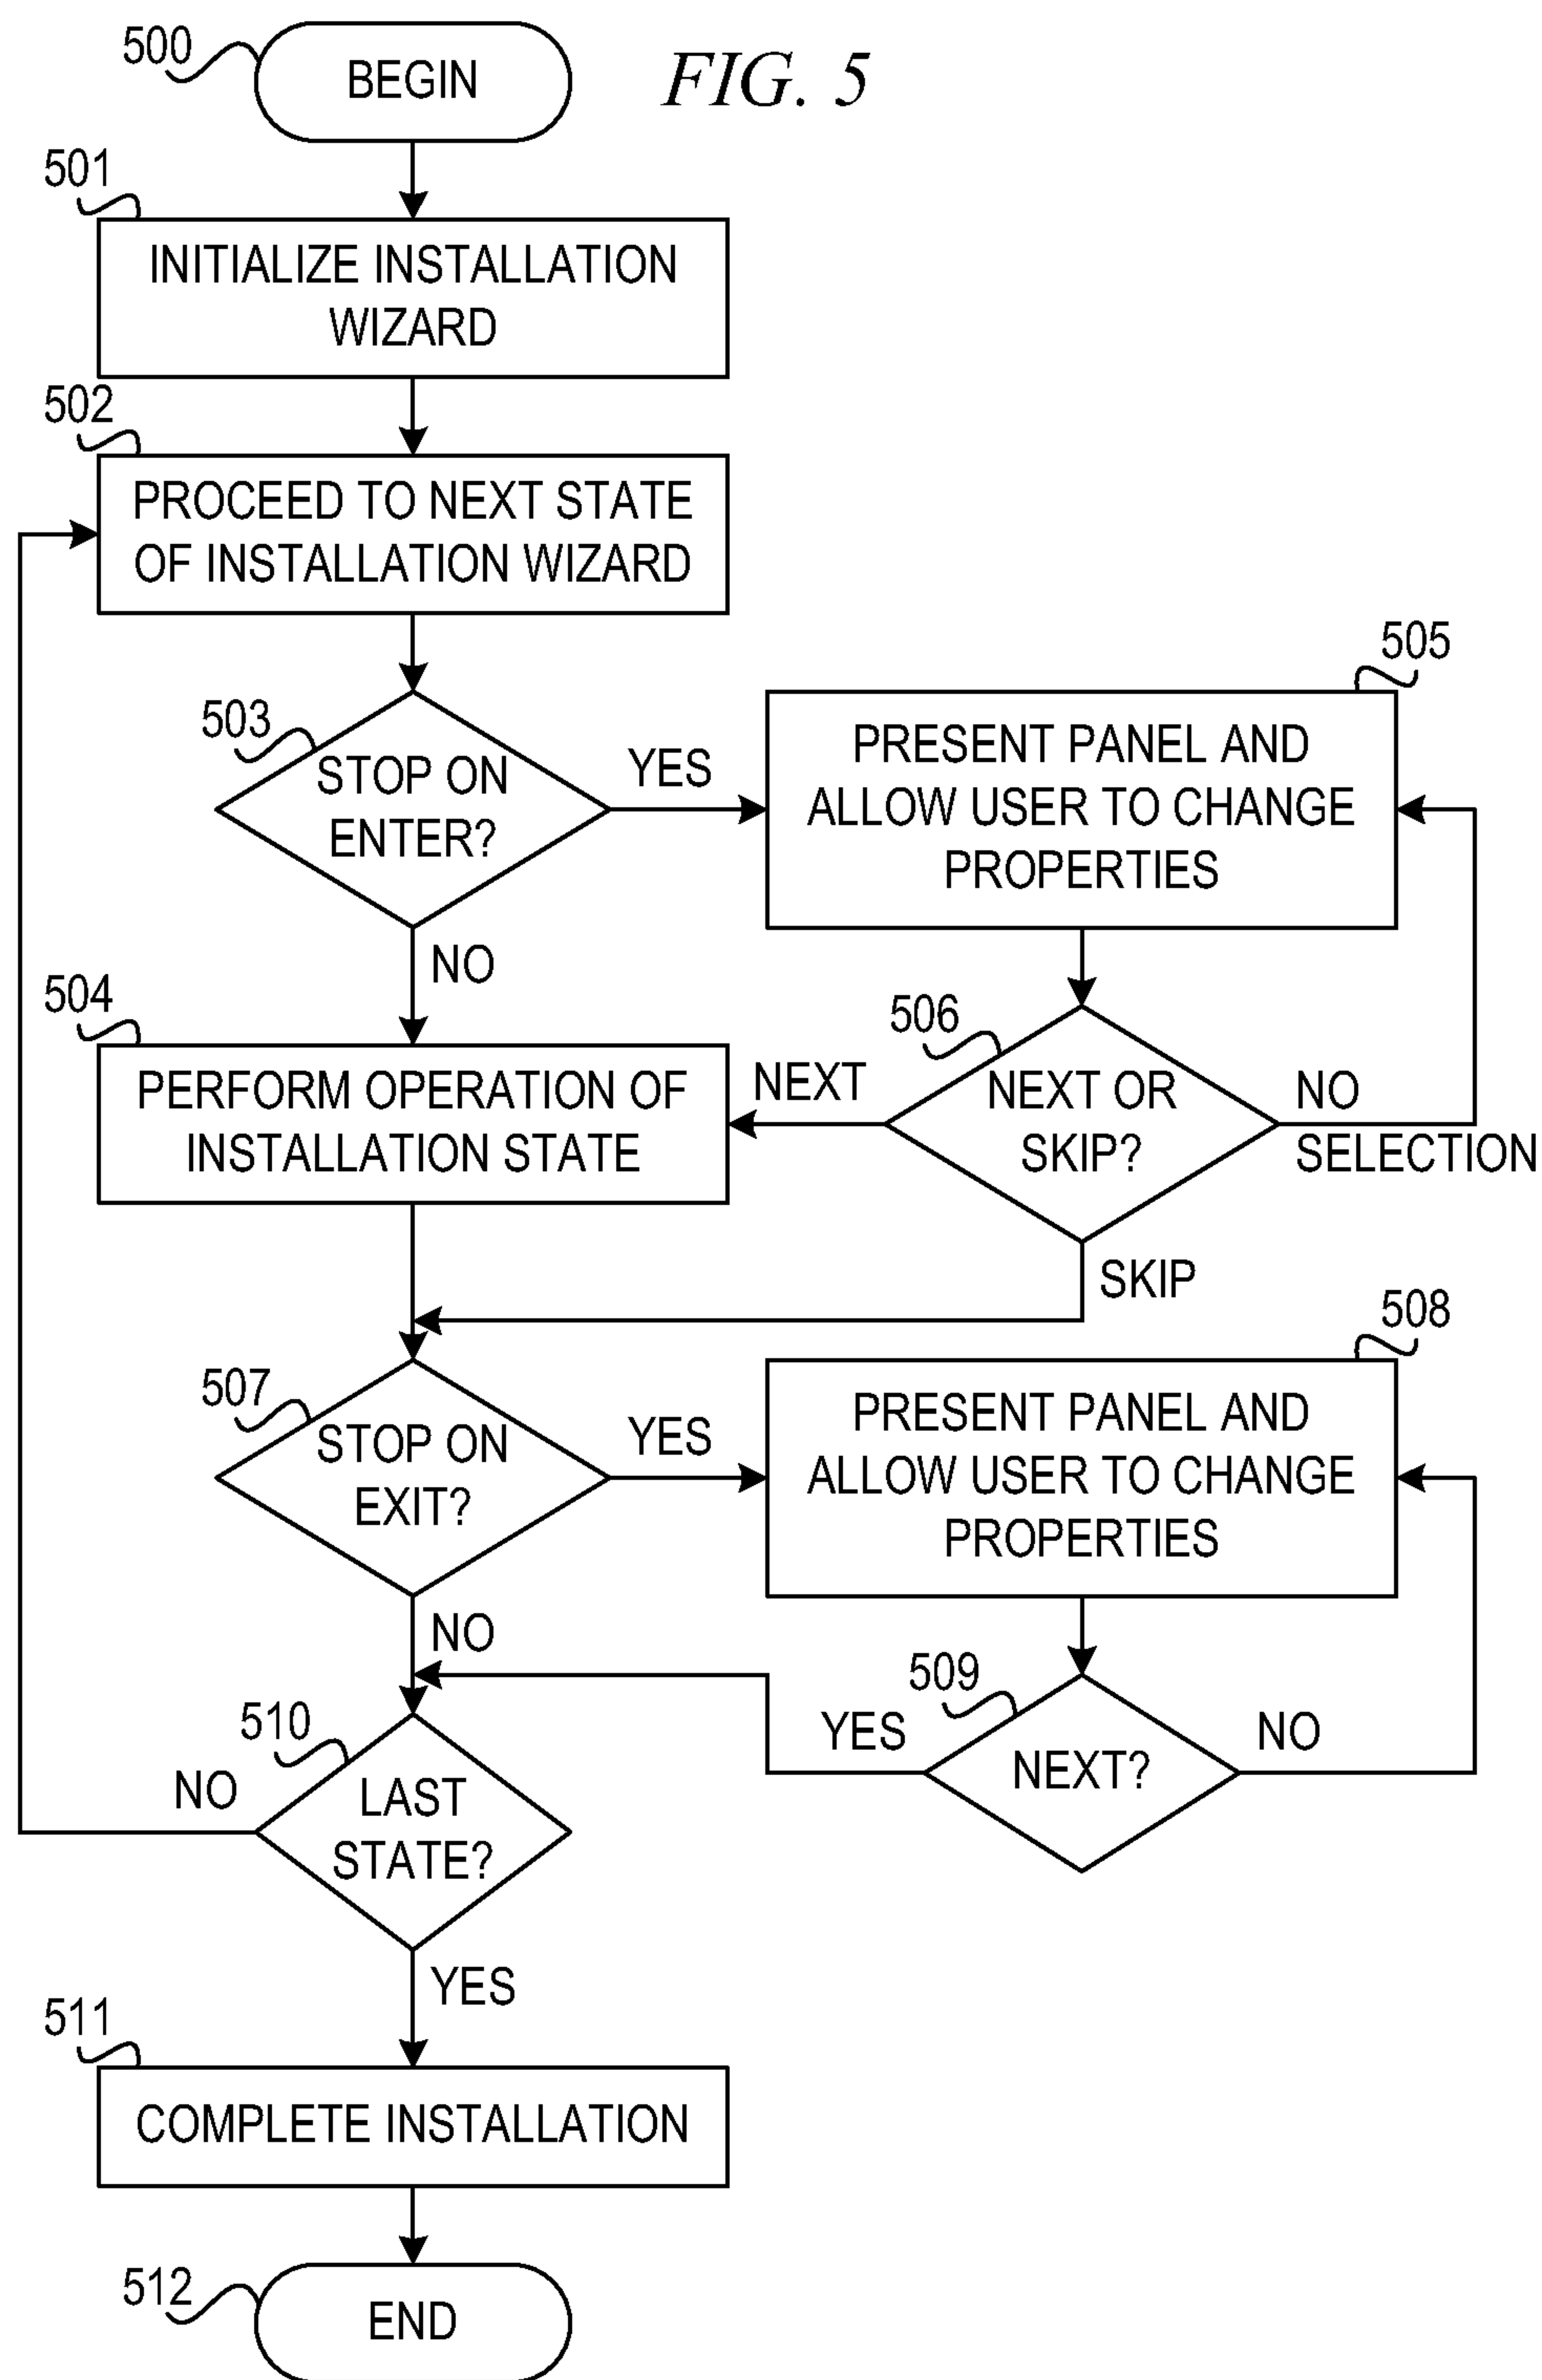 500
BEGIN
FIG. 5
501
INITIALIZE INSTALLATION
WIZARD
502
PROCEED TO NEXT STATE
OF INSTALLATION WIZARD
503
STOP ON
ENTER?
YES
NO
505
PRESENT PANEL AND
ALLOW USER TO CHANGE
PROPERTIES
504
PERFORM OPERATION OF
INSTALLATION STATE
NEXT
506
NEXT OR
SKIP?
NO
SELECTION
SKIP
507
STOP ON
EXIT?
YES
NO
508
PRESENT PANEL AND
ALLOW USER TO CHANGE
PROPERTIES
509
NEXT?
YES
NO
510
LAST
STATE?
NO
YES
511
COMPLETE INSTALLATION
512
END